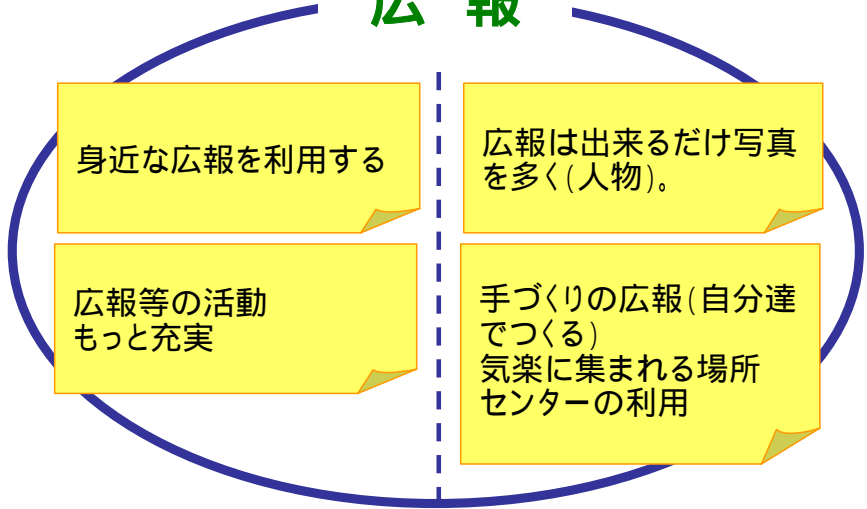 広報
身近な広報を利用する
広報等の活動
もっと充実
広報は出来るだけ写真
を多く(人物)。
手づくりの広報(自分達
でつくる)
気楽に集まれる場所
センターの利用